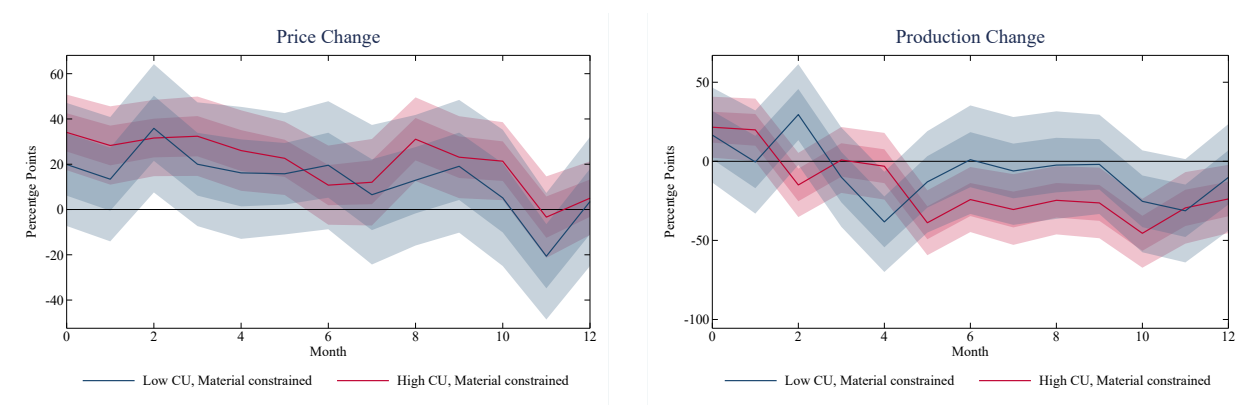 Price Change
Percentge Points
60
40
20
0
-20
-40
0 2 4 6 8 10 12
Month
Low CU, Material constrained High CU, Material constrained
Production Change
Percentge Points
50
0
-50
-100
0 2 4 6 8 10 12
Month
Low CU, Material constrained High CU, Material constrained